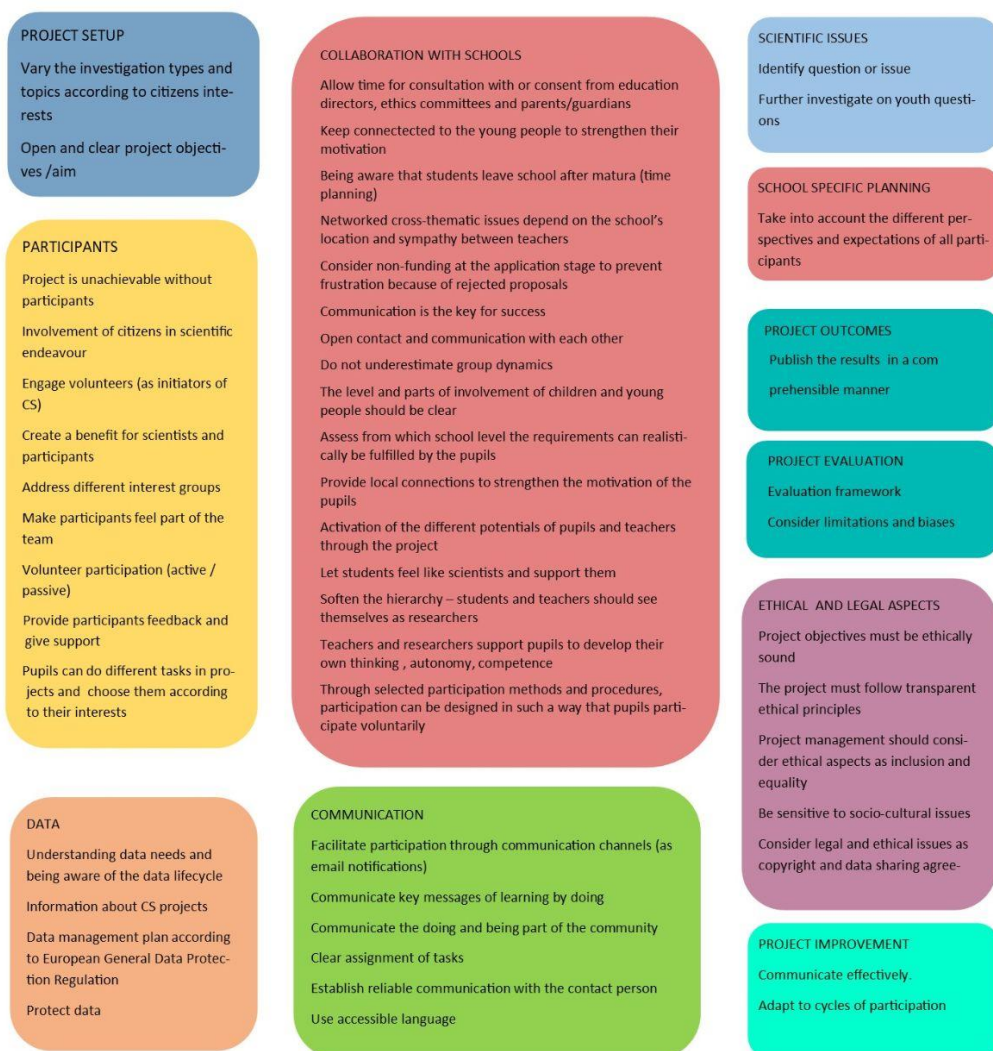 PROJECT SETUP
Vary the investigation types and
topics according to citizens inte-
rests
Open and clear project objecti-
ves /aim
PARTICIPANTS
Project is unachievable without
participants
Involvement of citizens in scientific
endeavour
Engage volunteers (as initiators of
CS)
Create a benefit for scientists and
participants
Address different interest groups
Make participants feel part of the
team
Volunteer participation (active /
passive)
Provide participants feedback and
give support
Pupils can do different tasks in pro-
jects and choose them according
to their interests
DATA
Understanding data needs and
being aware of the data lifecycle
Information about CS projects
Data management plan according
to European General Data Protec-
tion Regulation
Protect data
COLLABORATION WITH SCHOOLS
Allow time for consultation with or consent from education
directors, ethics committees and parents/guardians
Keep connectected to the young people to strengthen their
motivation
Being aware that students leave school after matura (time
planning)
Networked cross-thematic issues depend on the school's
location and sympathy between teachers
Consider non-funding at the application stage to prevent
frustration because of rejected proposals
Communication is the key for success
Open contact and communication with each other
Do not underestimate group dynamics
The level and parts of involvement of children and young
people should be clear
Assess from which school level the requirements can realisti-
cally be fulfilled by the pupils
Provide local connections to strengthen the motivation of the
pupils
Activation of the different potentials of pupils and teachers
through the project
Let students feel like scientists and support them
Soften the hierarchy – students and teachers should see
themselves as researchers
Teachers and researchers support pupils to develop their
own thinking , autonomy, competence
Through selected participation methods and procedures,
participation can be designed in such a way that pupils parti-
cipate voluntarily
COMMUNICATION
Facilitate participation through communication channels (as
email notifications)
Communicate key messages of learning by doing
Communicate the doing and being part of the community
Clear assignment of tasks
Establish reliable communication with the contact person
Use accessible language
SCIENTIFIC ISSUES
Identify question or issue
Further investigate on youth questi-
ons
SCHOOL SPECIFIC PLANNING
Take into account the different per-
spectives and expectations of all parti-
cipants
PROJECT OUTCOMES
Publish the results in a com
prehensible manner
PROJECT EVALUATION
Evaluation framework
Consider limitations and biases
ETHICAL AND LEGAL ASPECTS
Project objectives must be ethically
sound
The project must follow transparent
ethical principles
Project management should consi-
der ethical aspects as inclusion and
equality
Be sensitive to socio-cultural issues
Consider legal and ethical issues as
copyright and data sharing agree-
PROJECT IMPROVEMENT
Communicate effectively.
Adapt to cycles of participation